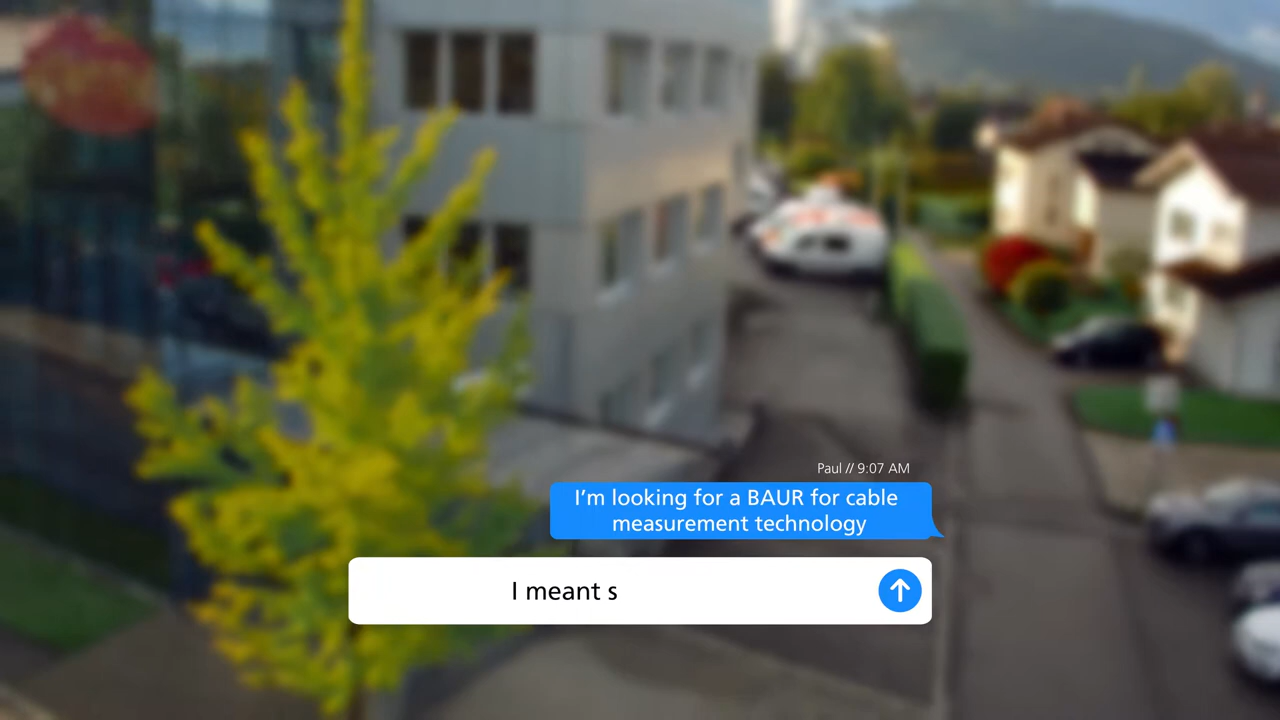 Paul // 9:07 AM
I'm looking for a BAUR for cable
measurement technology
I meant s